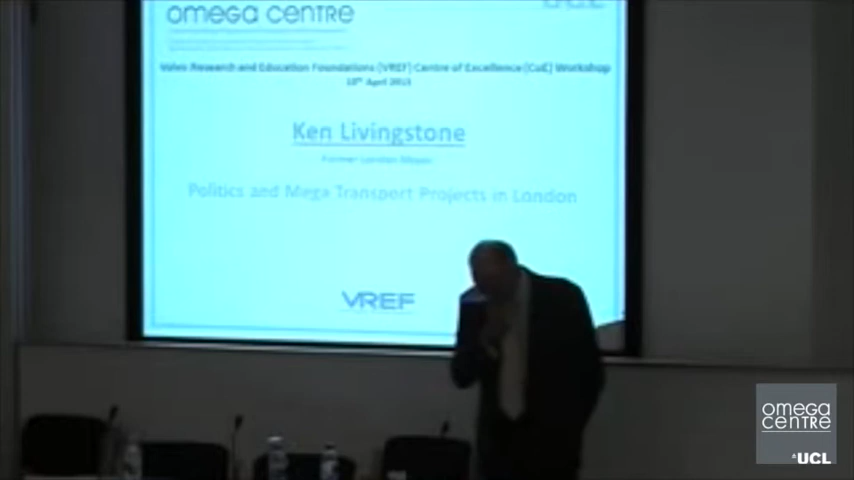 omega centre
Volvo Research and Education Foundations (VREF) Centre of Excellence (CoE) Workshop
Ken Livingstone
Former London Mayor
Politics and Mega Transport Projects in London
VREF
omega
centre
UCL